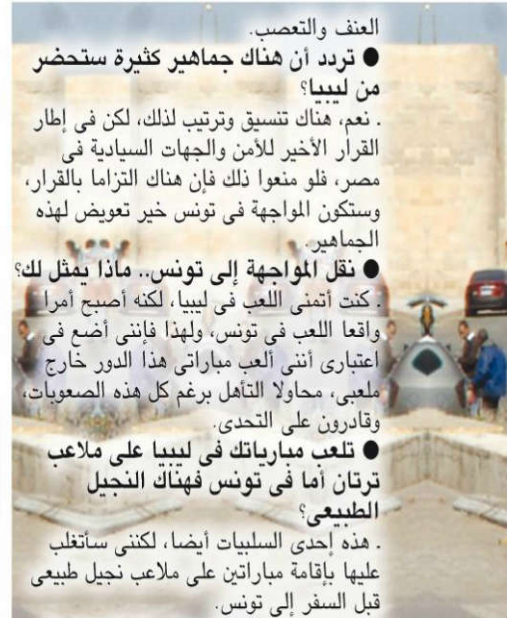 العنف والتعصب.
● تردد أن هناك جماهير كثيرة ستحضر
من ليبيا؟
. نعم، هناك تنسيق وترتيب لذلك، لكن فى إطار
القرار الأخير للأمن والجهات السيادية فى
مصر، فلو منعوا ذلك فإن هناك التزاما بالقرار،
وستكون المواجهة فى تونس خير تعويض لهذه
الجماهير.
● نقل المواجهة إلى تونس.. ماذا يمثل لك؟
. كنت أتمنى اللعب فى ليبيا، لكنه أصبح أمرا
واقعا اللعب فى تونس، ولهذا فإننى أضع فى
اعتبارى أننى ألعب مباراتى هذا الدور خارج
ملعبى، محاولا التأهل برغم كل هذه الصعوبات،
وقادرون على التحدى.
● تلعب مبارياتك فى ليبيا على ملاعب
ترتان أما فى تونس فهناك النجيل
الطبيعى؟
. هذه إحدى السلبيات أيضا، لكننى سأتغلب
عليها بإقامة مباراتين على ملاعب نجيل طبيعى
قبل السفر إلى تونس.